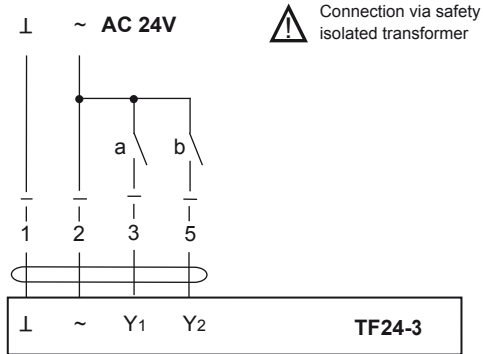 ⊥ ~ AC 24V
Connection via safety
isolated transformer
a b
1 2 3 5
⊥ ~ Y1 Y2 TF24-3